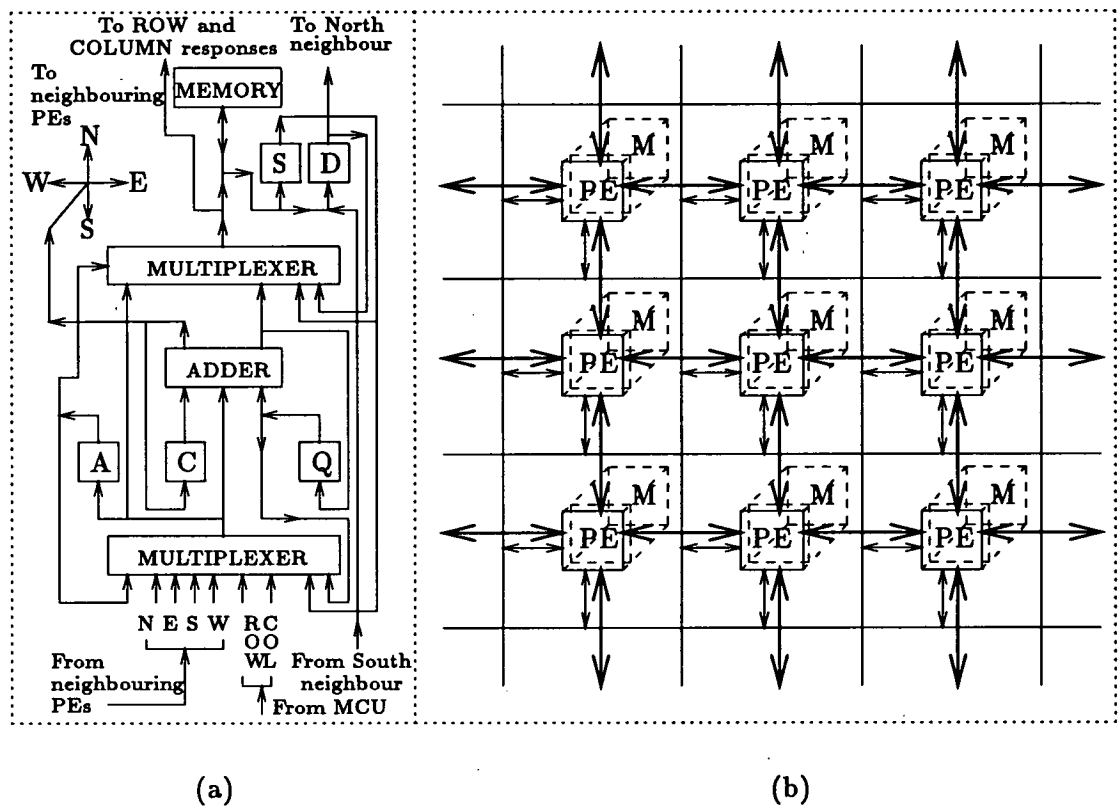 To ROW and
COLUMN responses
To North
neighbour
To
neighbouring
PEs
MEMORY
N
W
E
S
S
D
MULTIPLEXER
ADDER
A
C
Q
MULTIPLEXER
N E S W
R C
O O
W L
From
neighbouring
PEs
From South
neighbour
From MCU
M
M
M
PE
PE
PE
M
M
M
PE
PE
PE
M
M
M
PE
PE
PE
(a)
(b)